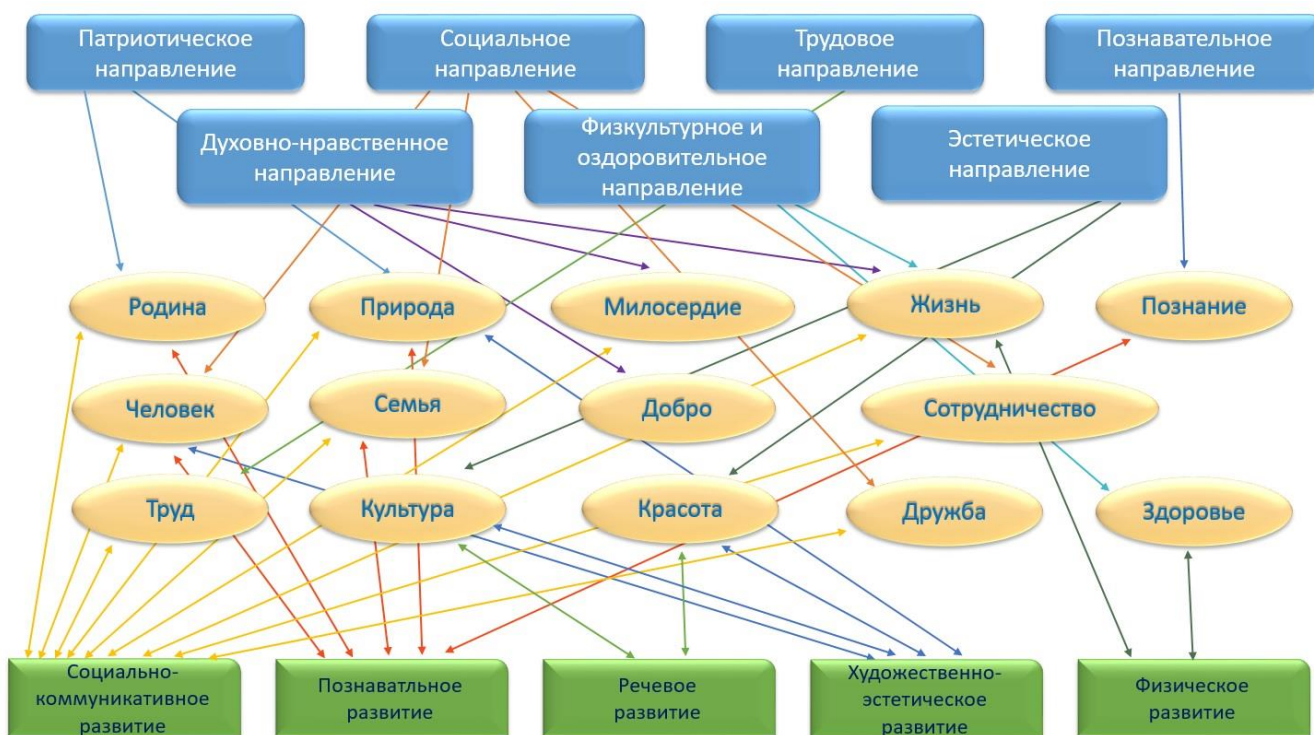 Патриотическое
направление
Социальное
направление
Трудовое
направление
Познавательное
направление
Духовно-нравственное
направление
Физкультурное и
оздоровительное
направление
Эстетическое
направление
Родина
Природа
Милосердие
Жизнь
Познание
Человек
Семья
Добро
Сотрудничество
Труд
Культура
Красота
Дружба
Здоровье
Социально-
коммуникативное
развитие
Познаватльное
развитие
Речевое
развитие
Художественно-
эстетическое
развитие
Физическое
развитие